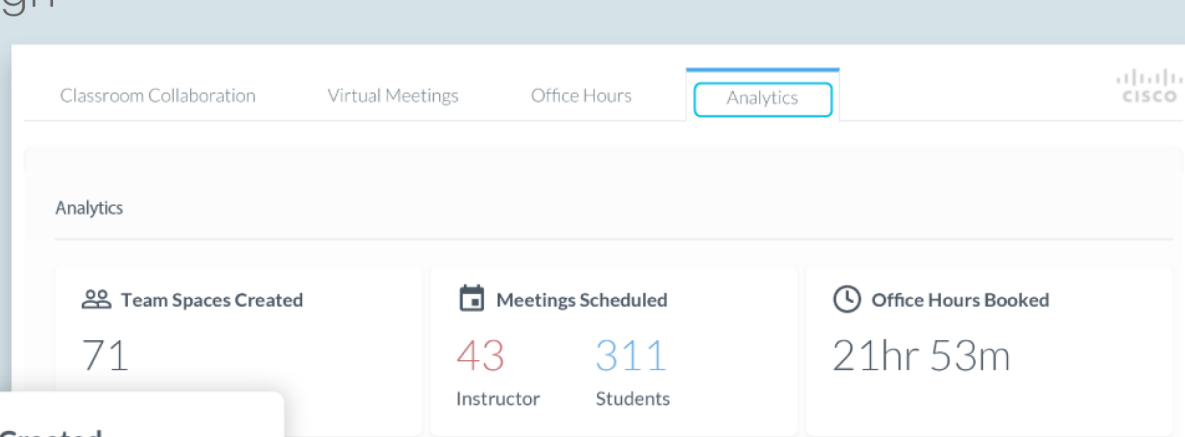 Classroom Collaboration Virtual Meetings Office Hours Analytics
CISCO
Analytics
Team Spaces Created
71
Meetings Scheduled
43 311
Instructor Students
Office Hours Booked
21hr 53m